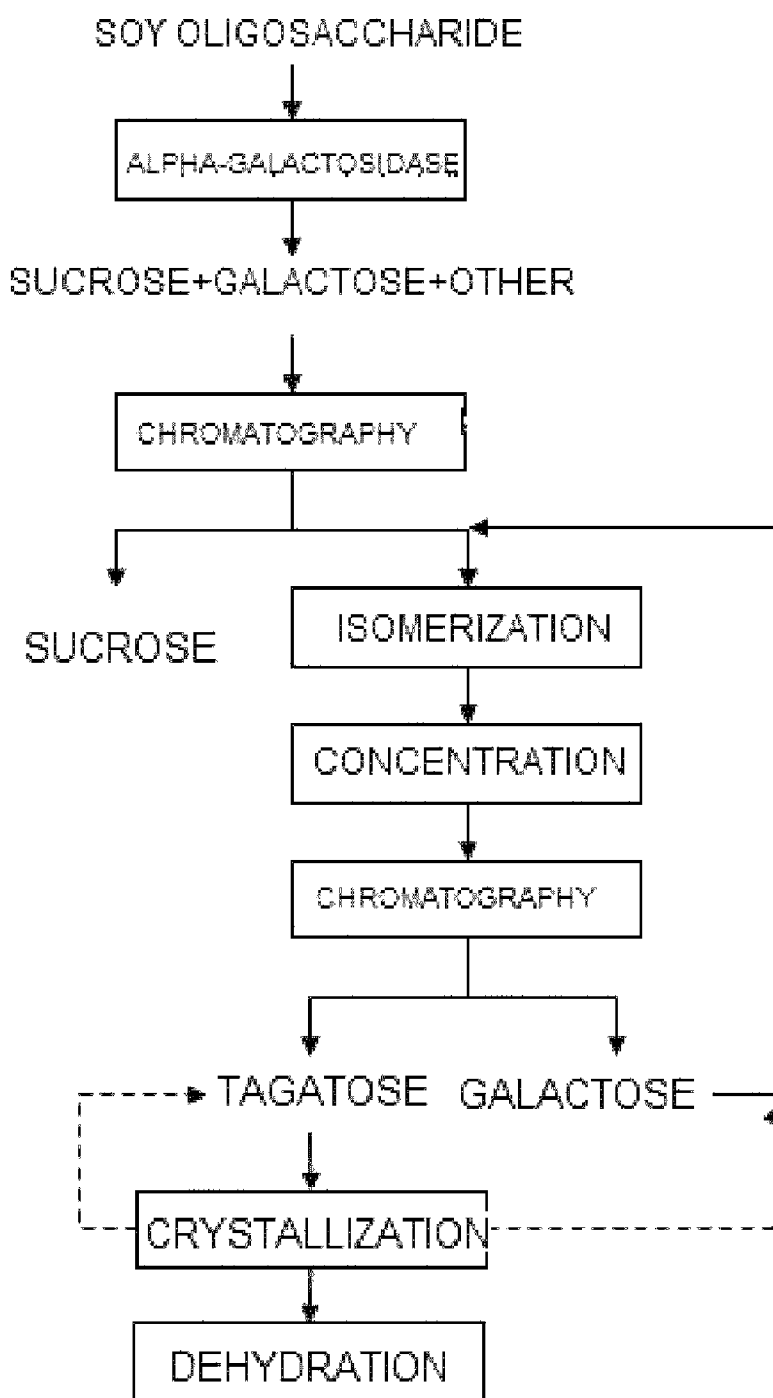 SOY OLIGOSACCHARIDE
ALPHA-GALACTOSIDASE
SUCROSE+GALACTOSE+OTHER
CHROMATOGRAPHY
SUCROSE
ISOMERIZATION
CONCENTRATION
CHROMATOGRAPHY
TAGATOSE
GALACTOSE
CRYSTALLIZATION
DEHYDRATION